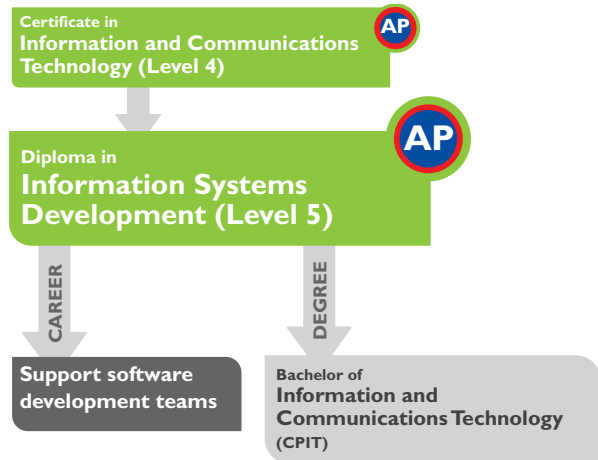 Certificate in
Information and Communications
Technology (Level 4)
AP
Diploma in
Information Systems
Development (Level 5)
AP
CAREER
DEGREE
Support software
development teams
Bachelor of
Information and
Communications Technology
(CPIT)